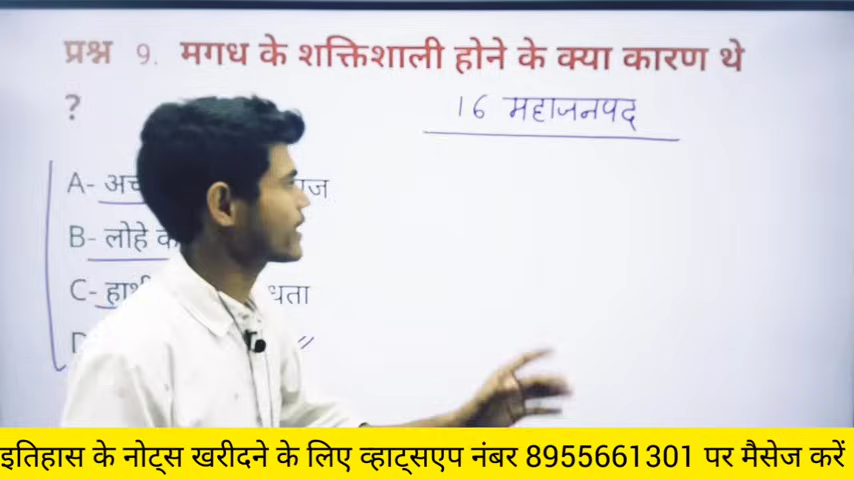 प्रश्न 9. मगध के शक्तिशाली होने के क्या कारण थे
?
16 महाजनपद
A- अच
B- लोहे क
C- हाथी धता
इतिहास के नोट्स खरीदने के लिए व्हाट्सएप नंबर 8955661301 पर मैसेज करें